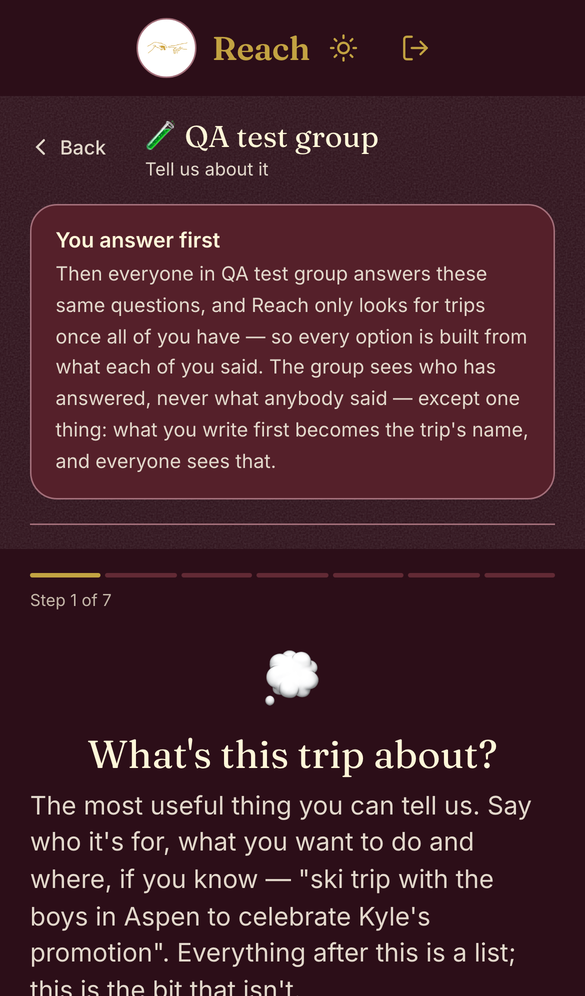 Reach
Back
QA test group
Tell us about it
You answer first
Then everyone in QA test group answers these
same questions, and Reach only looks for trips
once all of you have — so every option is built from
what each of you said. The group sees who has
answered, never what anybody said — except one
thing: what you write first becomes the trip's name,
and everyone sees that.
Step 1 of 7
What's this trip about?
The most useful thing you can tell us. Say
who it's for, what you want to do and
where, if you know — "ski trip with the
boys in Aspen to celebrate Kyle's
promotion". Everything after this is a list;
this is the bit that isn't